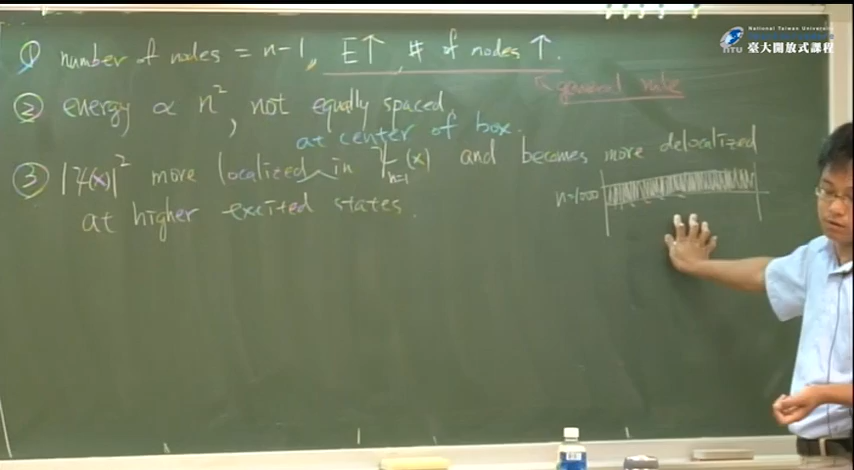 National Taiwan University
NTU 臺大開放式課程
① number of nodes = n-1, E↑, # of nodes ↑.
general rule
② energy ∝ n², not equally spaced.
at center of box.
③ |ψ(x)|² more localized in ψₙ₌₁(x) and becomes more delocalized
n=1000
at higher excited states.